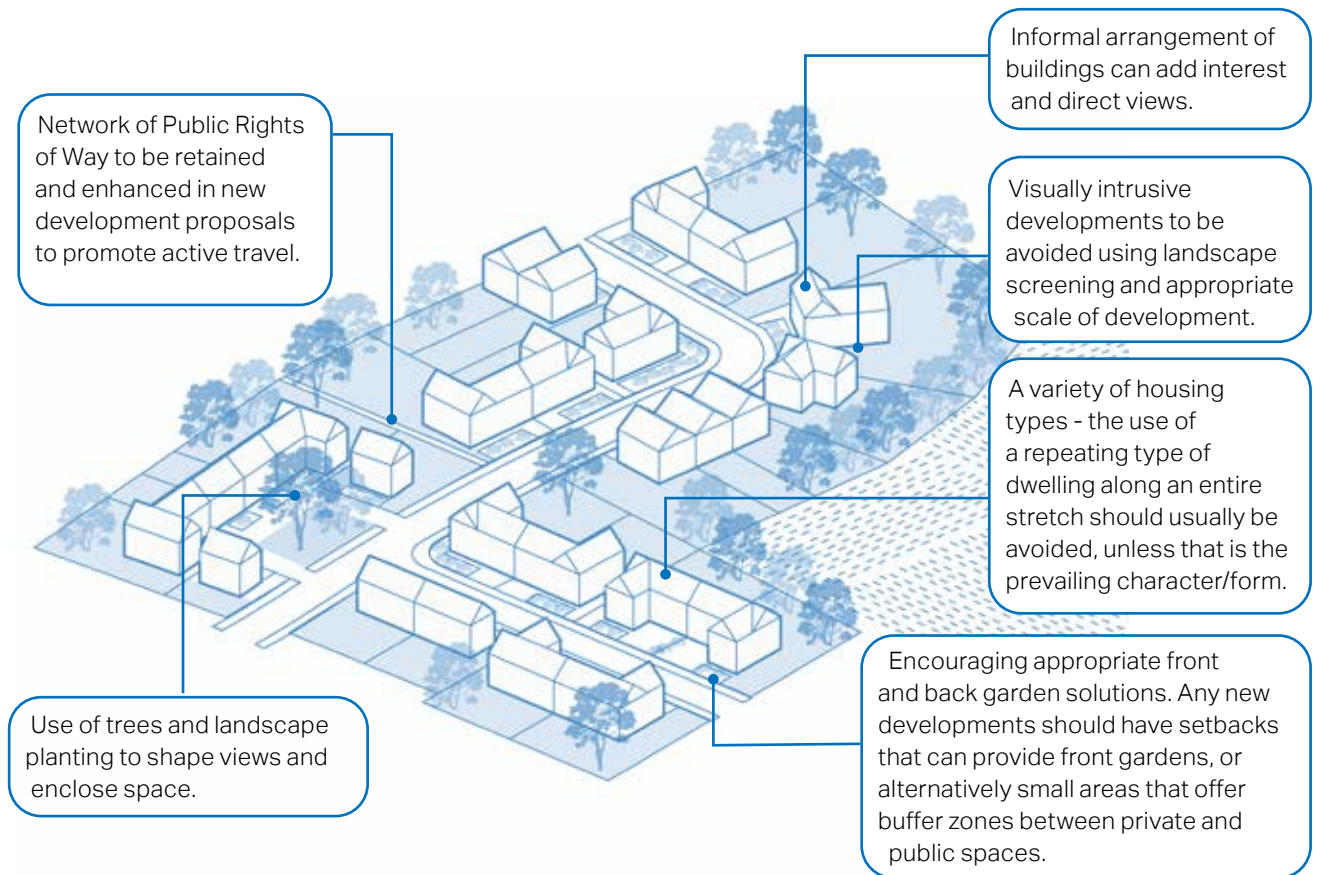 Informal arrangement of
buildings can add interest
and direct views.
Network of Public Rights
of Way to be retained
and enhanced in new
development proposals
to promote active travel.
Visually intrusive
developments to be
avoided using landscape
screening and appropriate
scale of development.
A variety of housing
types - the use of
a repeating type of
dwelling along an entire
stretch should usually be
avoided, unless that is the
prevailing character/form.
Encouraging appropriate front
and back garden solutions. Any new
developments should have setbacks
that can provide front gardens, or
alternatively small areas that offer
buffer zones between private and
public spaces.
Use of trees and landscape
planting to shape views and
enclose space.